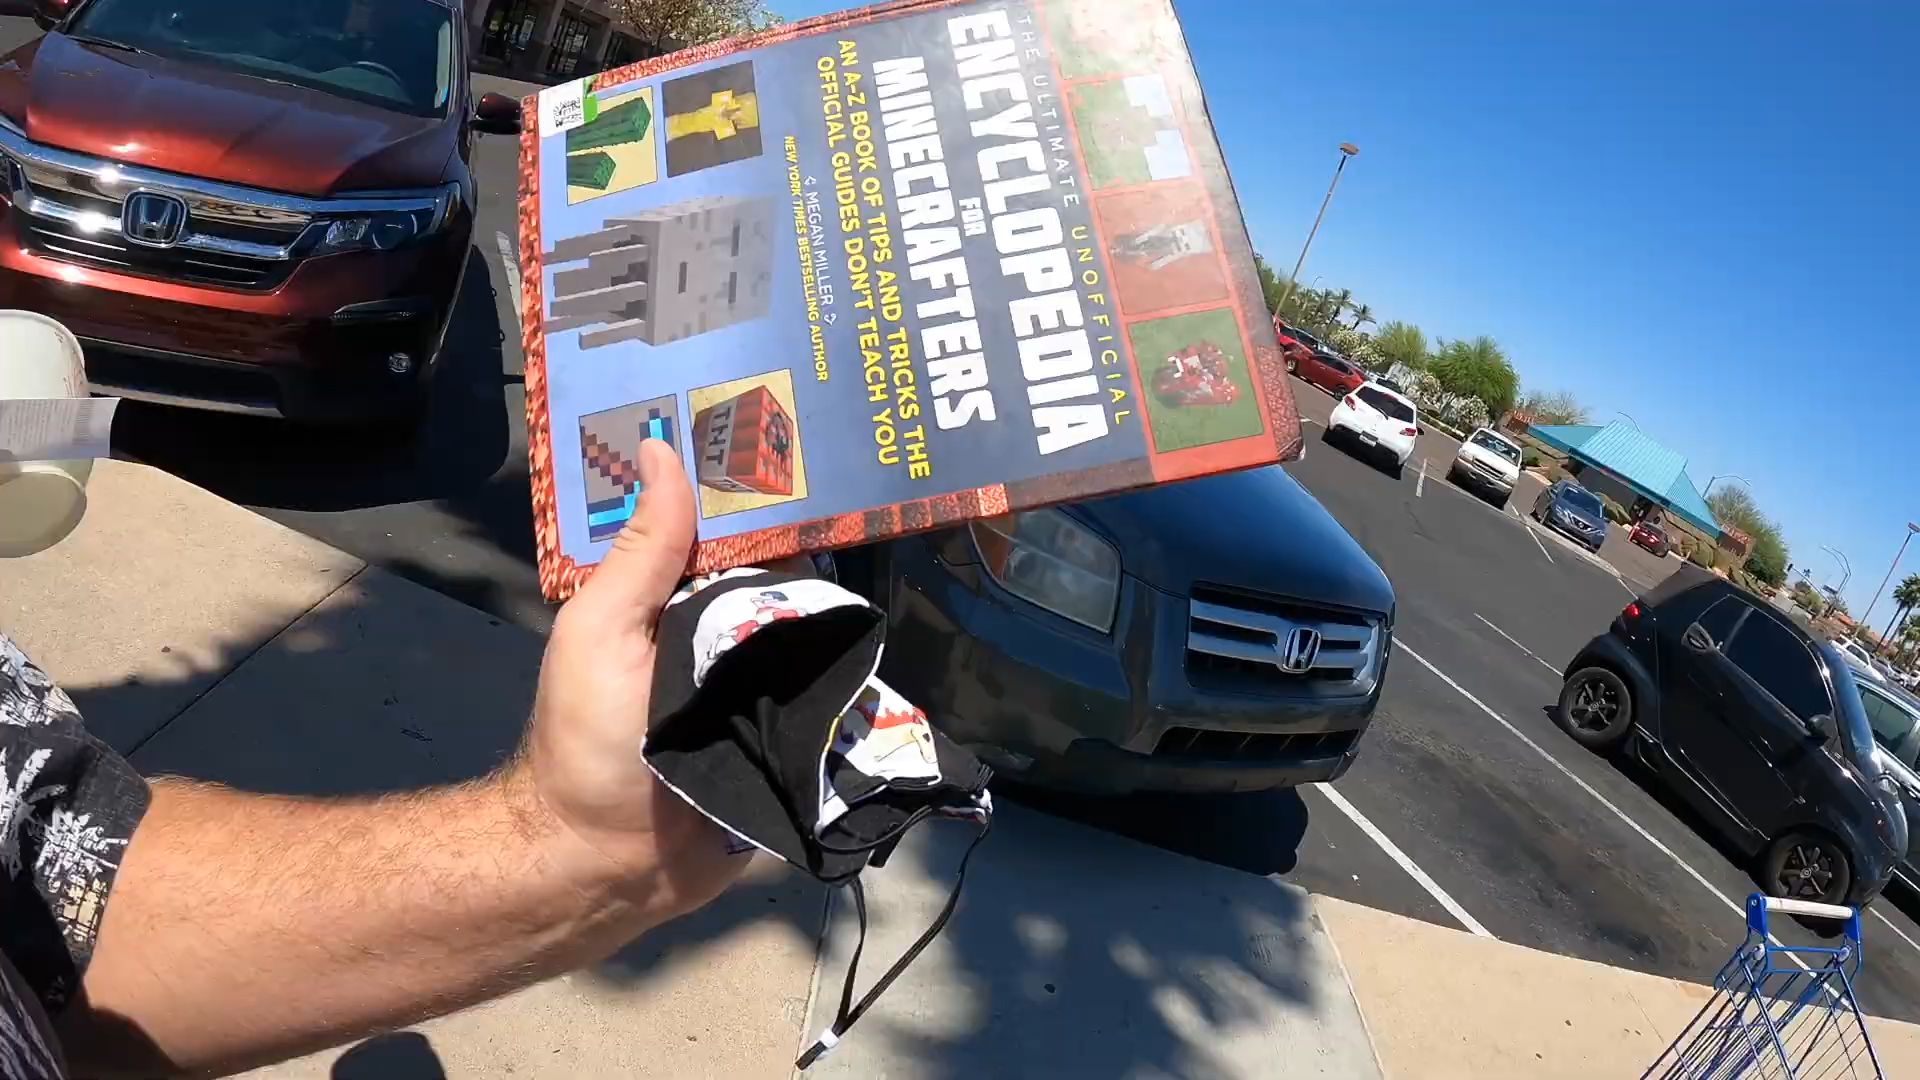 THE ULTIMATE UNOFFICIAL
ENCYCLOPEDIA
FOR
MINECRAFTERS
AN A-Z BOOK OF TIPS AND TRICKS THE
OFFICIAL GUIDES DON'T TEACH YOU
MEGAN MILLER
NEW YORK TIMES BESTSELLING AUTHOR
TNT